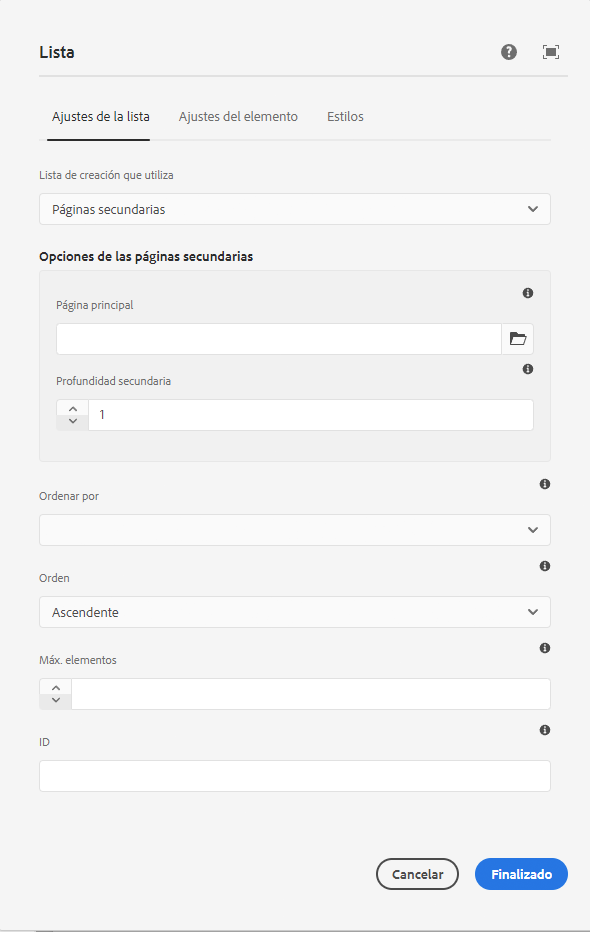 Lista
Ajustes de la lista Ajustes del elemento Estilos
Lista de creación que utiliza
Páginas secundarias
Opciones de las páginas secundarias
Página principal
Profundidad secundaria
1
Ordenar por
Orden
Ascendente
Máx. elementos
ID
Cancelar Finalizado